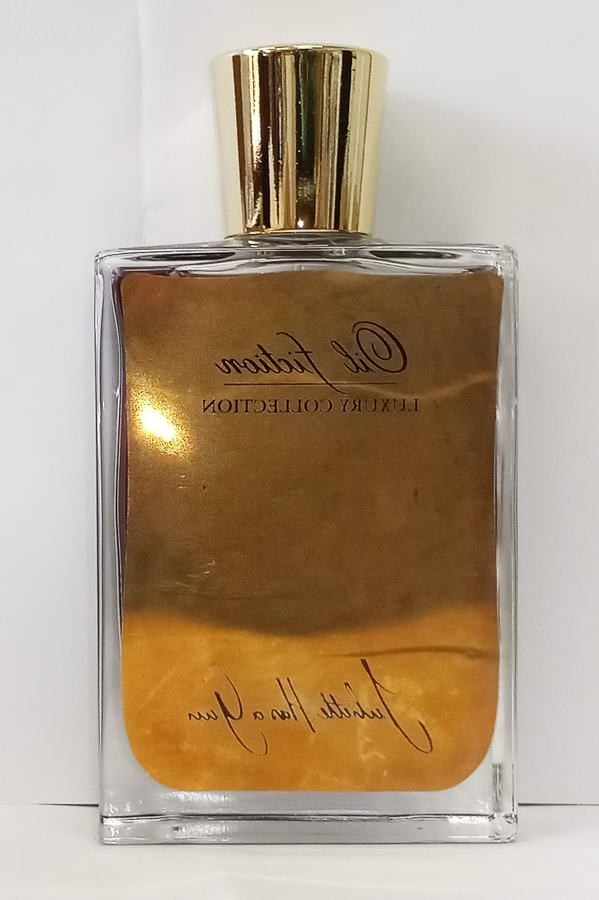 Oil fiction
LUXURY COLLECTION
Juliette Has a Gun